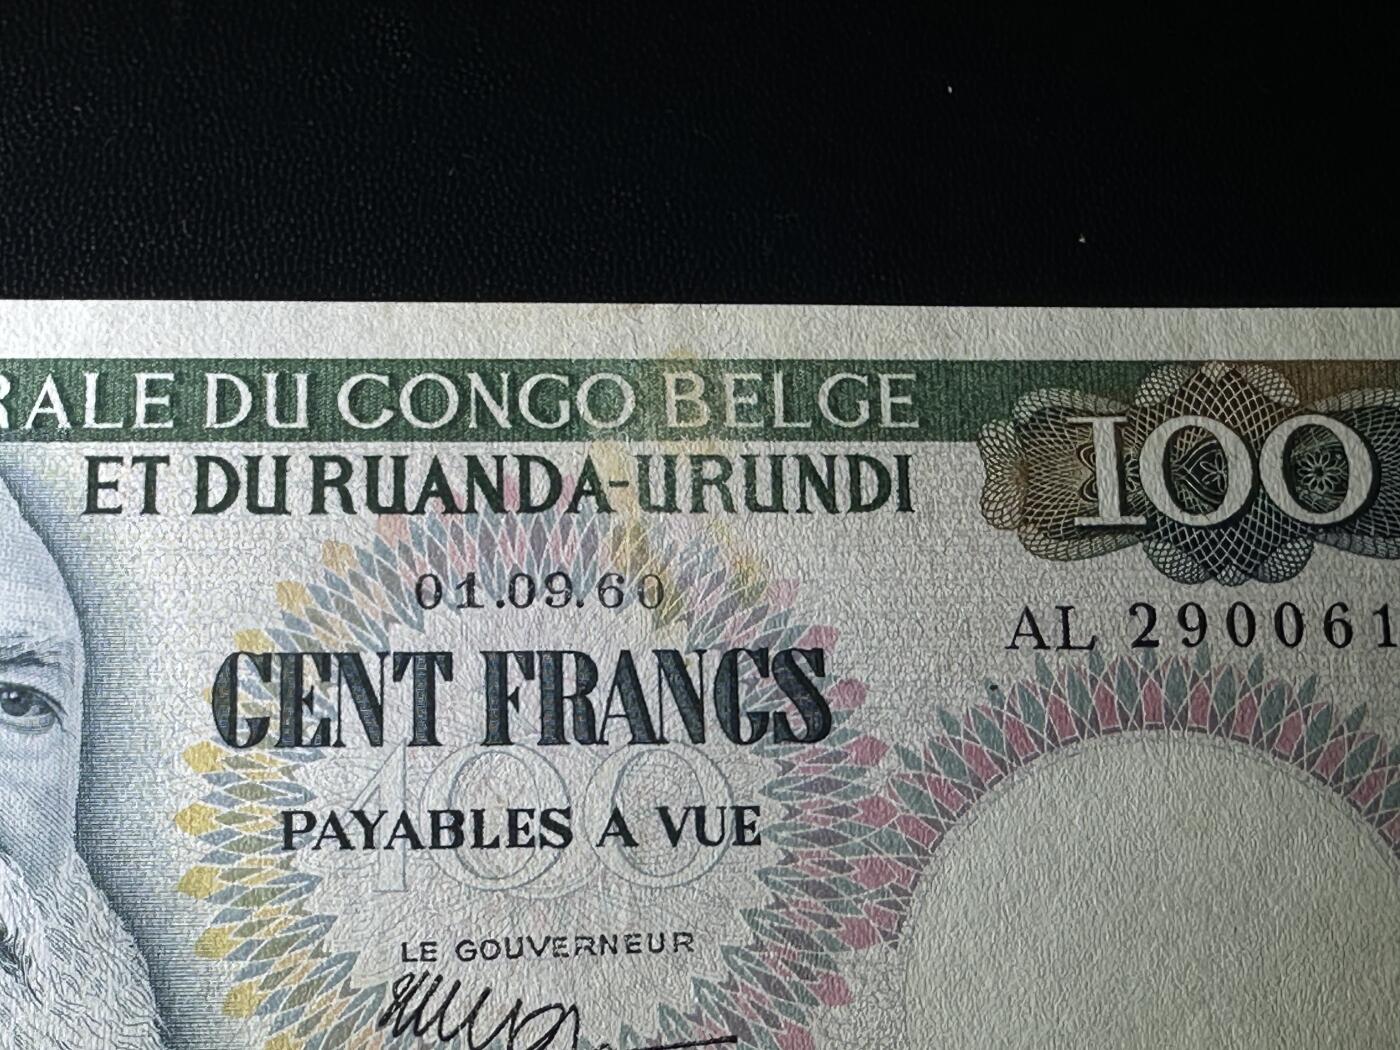 RALE DU CONGO BELGE
ET DU RUANDA-URUNDI
100
01.09.60
AL 290061
CENT FRANCS
100
PAYABLES A VUE
LE GOUVERNEUR